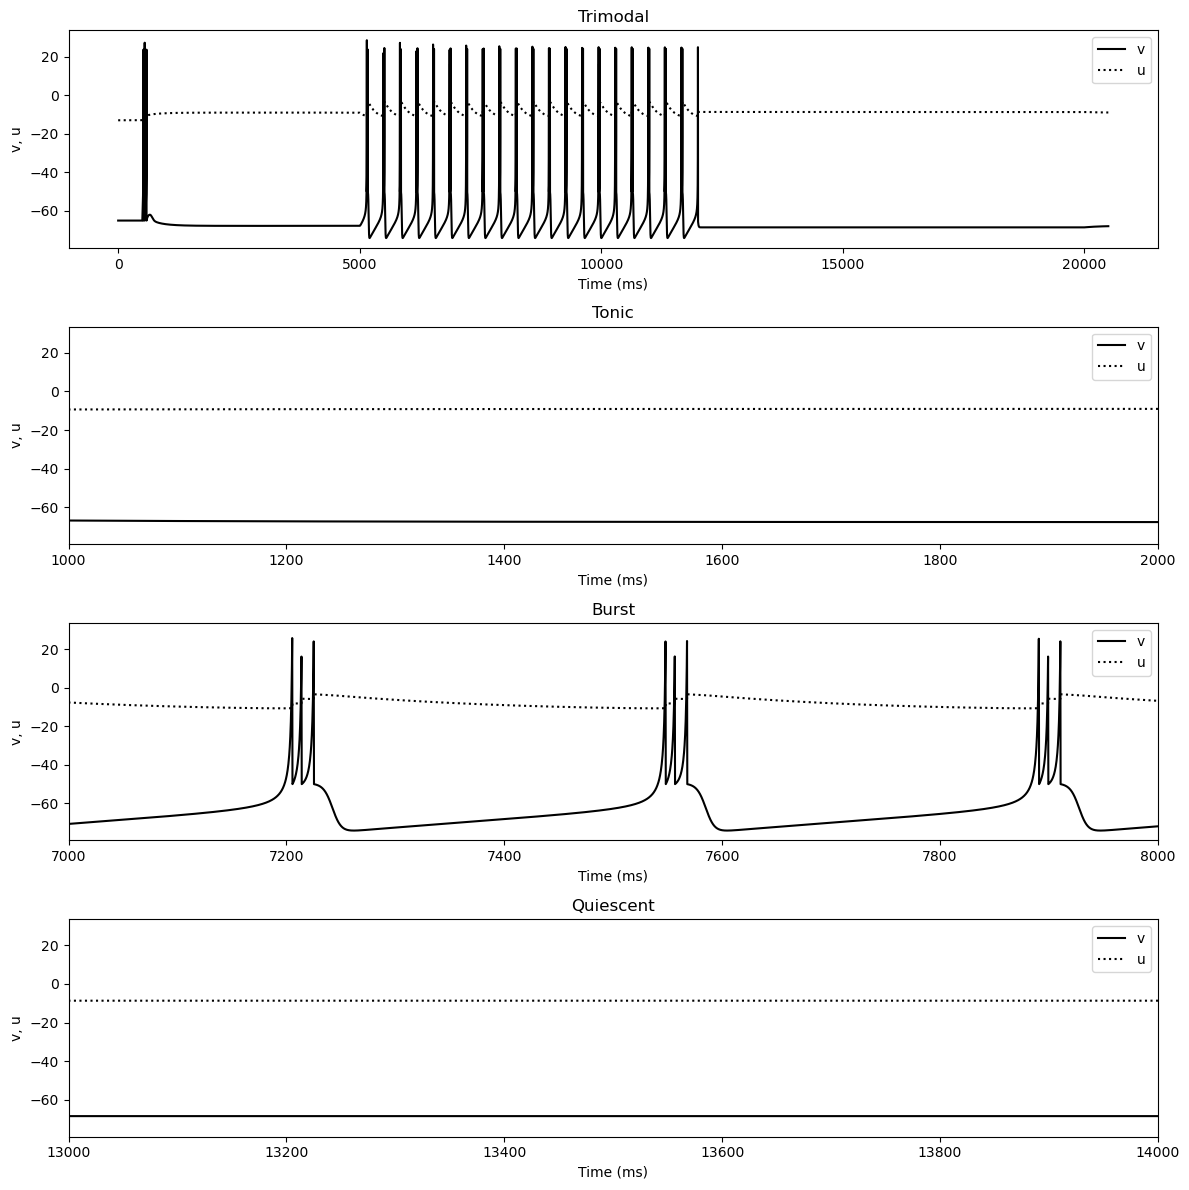 Trimodal
v, u
20
0
−20
−40
−60
v
u
0
5000
10000
15000
20000
Time (ms)
Tonic
v, u
20
0
−20
−40
−60
v
u
1000
1200
1400
1600
1800
2000
Time (ms)
Burst
v, u
20
0
−20
−40
−60
v
u
7000
7200
7400
7600
7800
8000
Time (ms)
Quiescent
v, u
20
0
−20
−40
−60
v
u
13000
13200
13400
13600
13800
14000
Time (ms)